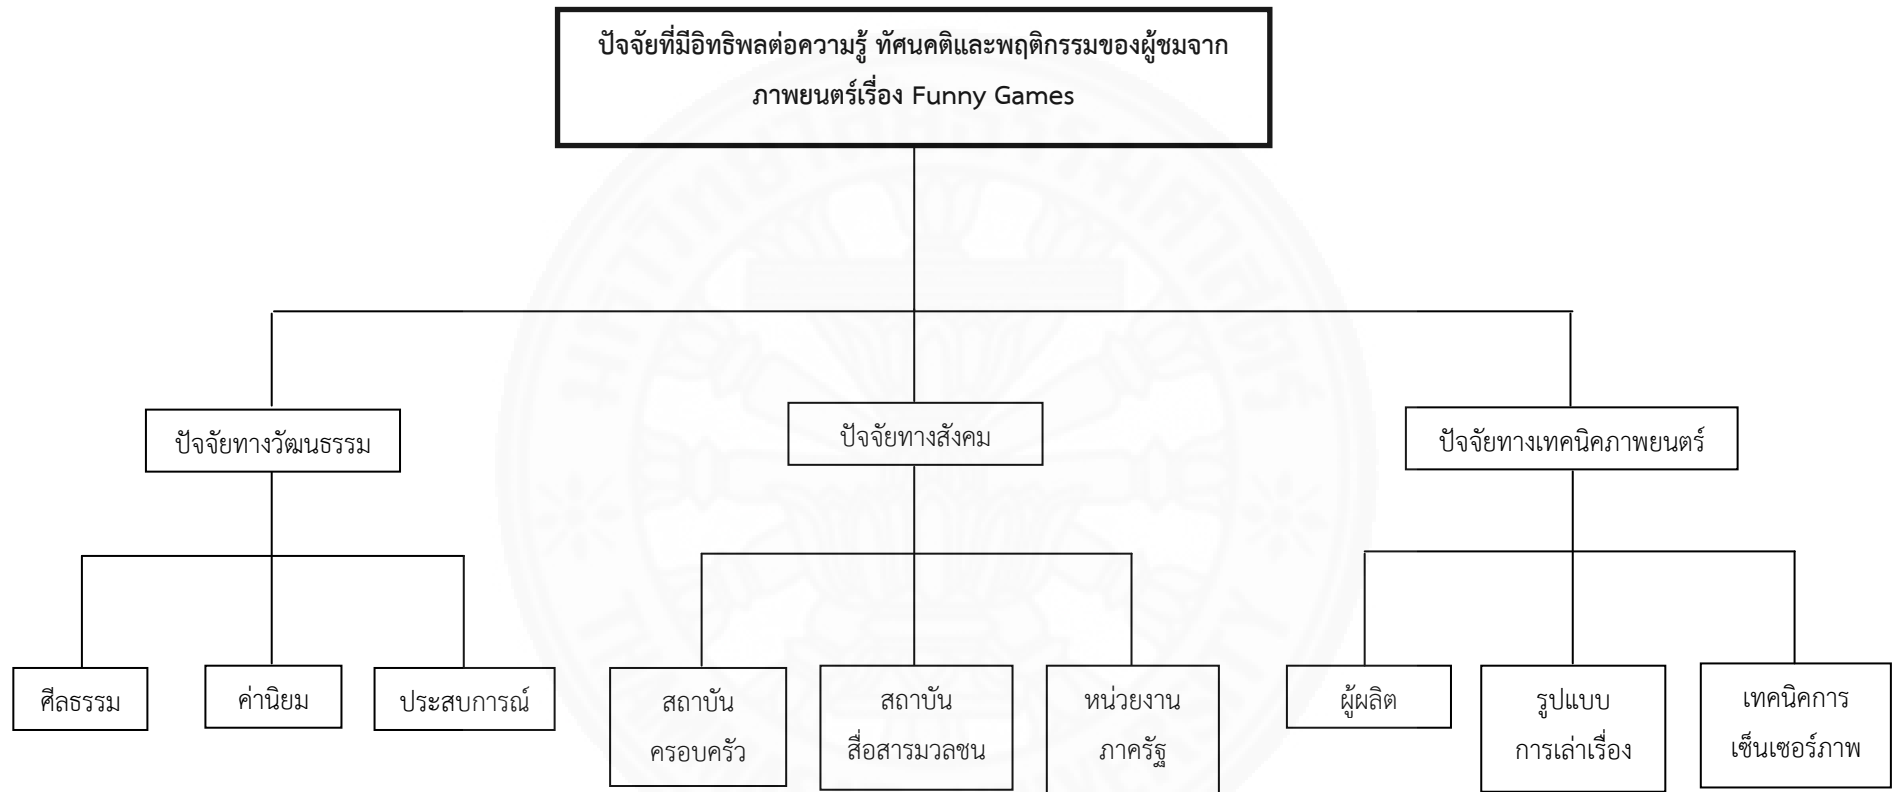 ปัจจัยที่มีอิทธิพลต่อความรู้ ทัศนคติและพฤติกรรมของผู้ชมจาก
ภาพยนตร์เรื่อง Funny Games
ปัจจัยทางวัฒนธรรม
ปัจจัยทางสังคม
ปัจจัยทางเทคนิคภาพยนตร์
ศีลธรรม
ค่านิยม
ประสบการณ์
สถาบัน
ครอบครัว
สถาบัน
สื่อสารมวลชน
หน่วยงาน
ภาครัฐ
ผู้ผลิต
รูปแบบ
การเล่าเรื่อง
เทคนิคการ
เซ็นเซอร์ภาพ